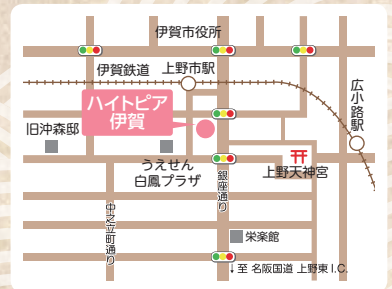 伊賀市役所
伊賀鉄道
上野市駅
広小路駅
ハイトピア
伊賀
旧沖森邸
うえせん
白鳳プラザ
銀座通り
上野天神宮
中之立町通り
栄楽館
↓至 名阪国道 上野東I.C.